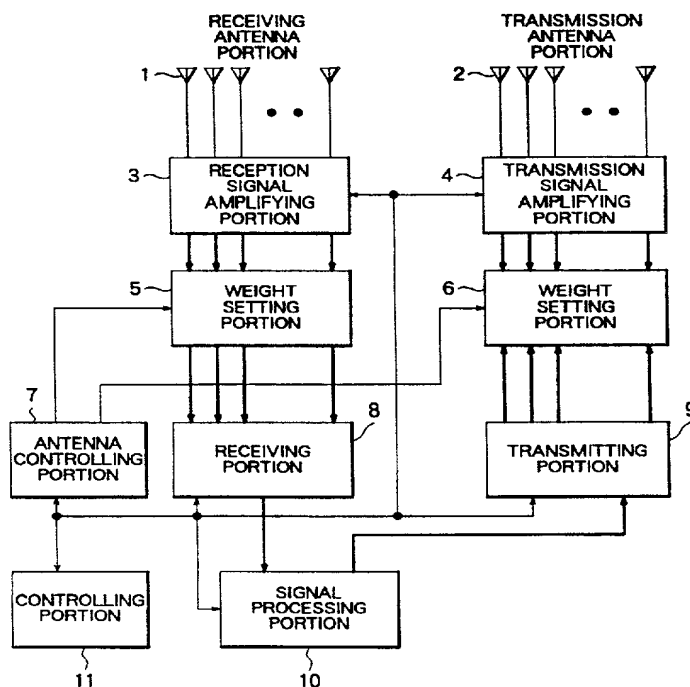 RECEIVING
ANTENNA
PORTION
TRANSMISSION
ANTENNA
PORTION
1
2
3
RECEPTION
SIGNAL
AMPLIFYING
PORTION
4
TRANSMISSION
SIGNAL
AMPLIFYING
PORTION
5
WEIGHT
SETTING
PORTION
6
WEIGHT
SETTING
PORTION
7
ANTENNA
CONTROLLING
PORTION
8
RECEIVING
PORTION
9
TRANSMITTING
PORTION
CONTROLLING
PORTION
11
SIGNAL
PROCESSING
PORTION
10